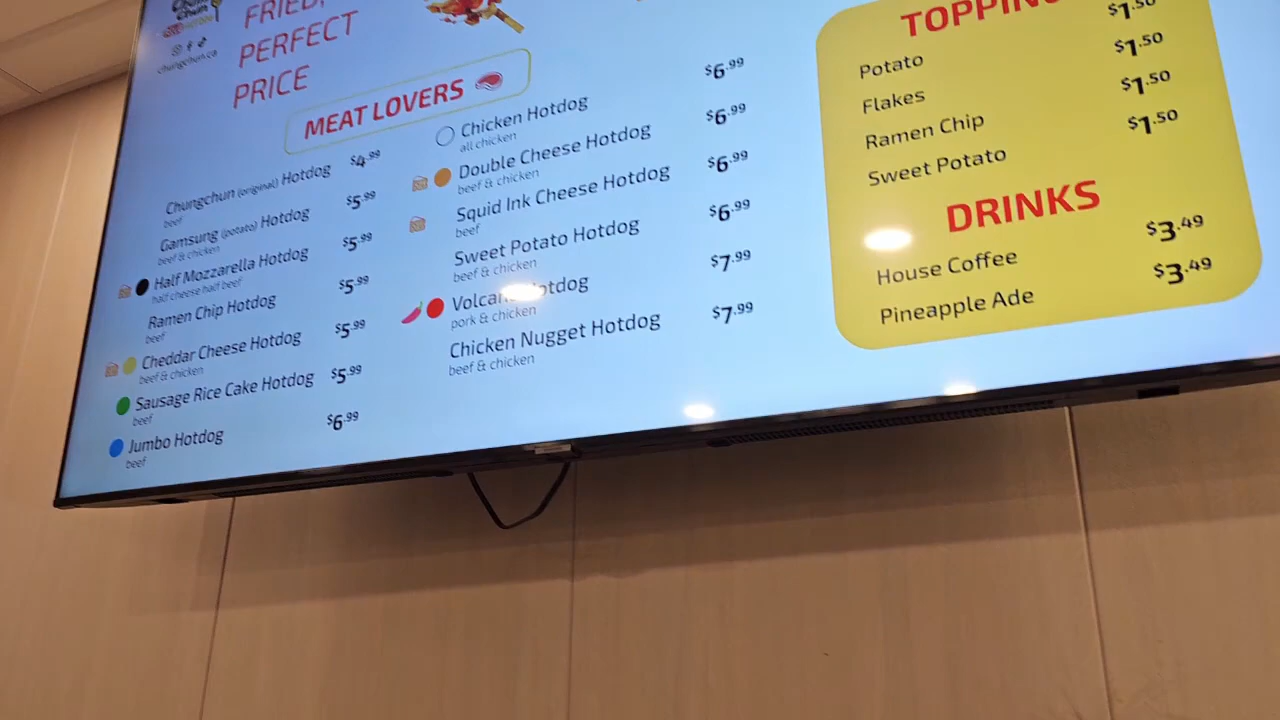 Chun
chungchun.ca
FRIED,
PERFECT
PRICE
MEAT LOVERS
Chungchun (original) Hotdog $4.99
beef
Gamsung (potato) Hotdog $5.99
beef & chicken
Half Mozzarella Hotdog $5.99
half cheese half beef
Ramen Chip Hotdog $5.99
beef
Cheddar Cheese Hotdog $5.99
beef & chicken
Sausage Rice Cake Hotdog $5.99
beef
Jumbo Hotdog $6.99
beef
Chicken Hotdog $6.99
all chicken
Double Cheese Hotdog $6.99
beef & chicken
Squid Ink Cheese Hotdog $6.99
beef
Sweet Potato Hotdog $6.99
beef & chicken
Volcano Hotdog $7.99
pork & chicken
Chicken Nugget Hotdog $7.99
beef & chicken
TOPPING
Potato $1.50
Flakes $1.50
Ramen Chip $1.50
Sweet Potato $1.50
DRINKS
House Coffee $3.49
Pineapple Ade $3.49